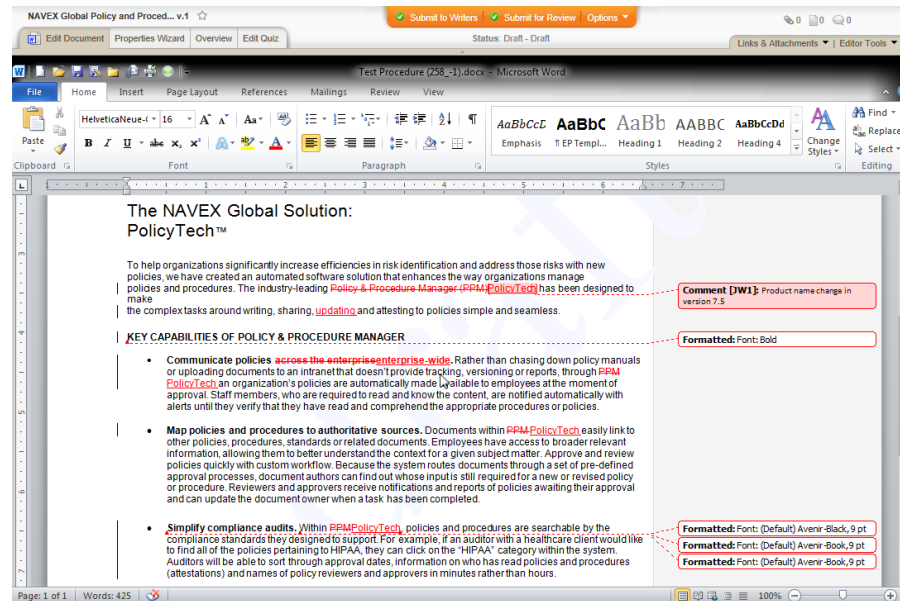 NAVEX Global Policy and Proced... v.1
Submit to Writers Submit for Review Options
0 0 0
Edit Document Properties Wizard Overview Edit Quiz
Status: Draft - Draft
Links & Attachments | Editor Tools
Test Procedure (258_-1).docx - Microsoft Word
File Home Insert Page Layout References Mailings Review View
Paste
HelveticaNeue-( 16
B I U abc
Emphasis ¶ EP Templ... Heading 1 Heading 2 Heading 4
AaBbCcL AaBbC AaBb AABBC AaBbCcDd
Change Styles
Find
Replace
Select
Clipboard Font Paragraph Styles Editing
1 1 2 3 4 5 6 7
The NAVEX Global Solution:
PolicyTech™
To help organizations significantly increase efficiencies in risk identification and address those risks with new
policies, we have created an automated software solution that enhances the way organizations manage
policies and procedures. The industry-leading Policy & Procedure Manager (PPM)PolicyTech has been designed to
make
the complex tasks around writing, sharing, updating and attesting to policies simple and seamless.
Comment [JW1]: Product name change in
version 7.5
KEY CAPABILITIES OF POLICY & PROCEDURE MANAGER
Formatted: Font: Bold
• Communicate policies across the enterpriseenterprise-wide. Rather than chasing down policy manuals
or uploading documents to an intranet that doesn't provide tracking, versioning or reports, through PPM
PolicyTech an organization's policies are automatically made available to employees at the moment of
approval. Staff members, who are required to read and know the content, are notified automatically with
alerts until they verify that they have read and comprehend the appropriate procedures or policies.
• Map policies and procedures to authoritative sources. Documents within PPM PolicyTech easily link to
other policies, procedures, standards or related documents. Employees have access to broader relevant
information, allowing them to better understand the context for a given subject matter. Approve and review
policies quickly with custom workflow. Because the system routes documents through a set of pre-defined
approval processes, document authors can find out whose input is still required for a new or revised policy
or procedure. Reviewers and approvers receive notifications and reports of policies awaiting their approval
and can update the document owner when a task has been completed.
• Simplify compliance audits. Within PPMPolicyTech, policies and procedures are searchable by the
compliance standards they designed to support. For example, if an auditor with a healthcare client would like
to find all of the policies pertaining to HIPAA, they can click on the “HIPAA” category within the system.
Auditors will be able to sort through approval dates, information on who has read policies and procedures
(attestations) and names of policy reviewers and approvers in minutes rather than hours.
Formatted: Font: (Default) Avenir-Black, 9 pt
Formatted: Font: (Default) Avenir-Book,9 pt
Formatted: Font: (Default) Avenir-Book,9 pt
Page: 1 of 1 Words: 425 100%